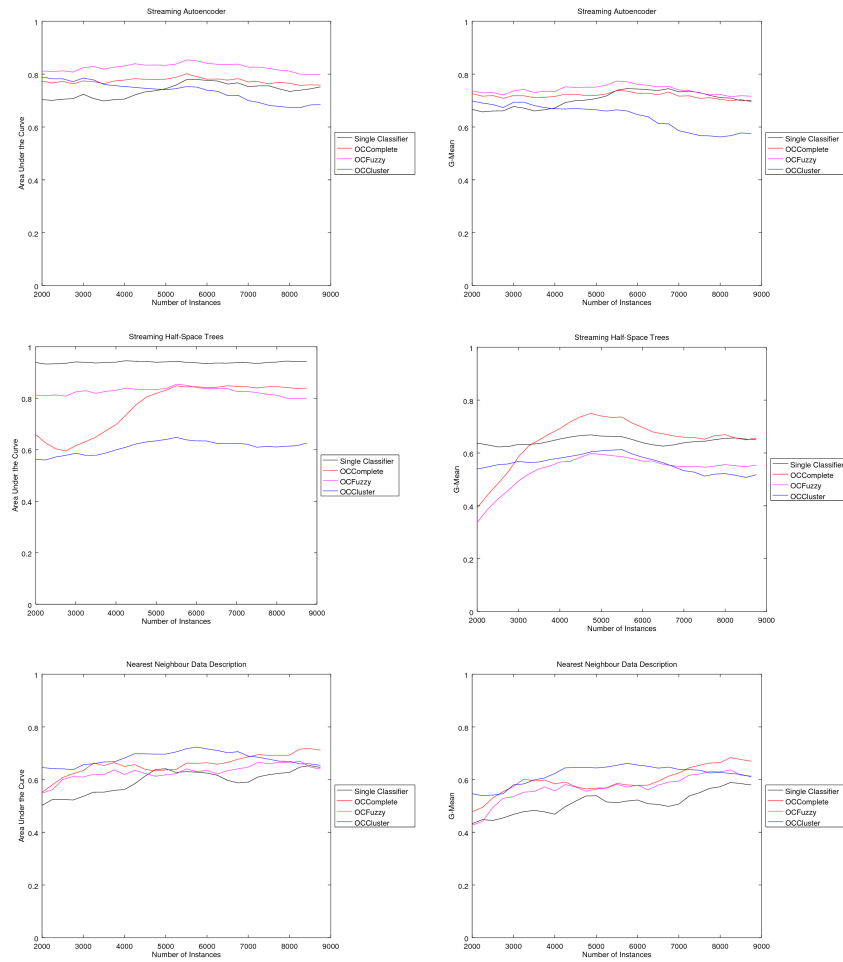 Streaming Autoencoder
1
0.8
0.6
0.4
0.2
0
Area Under the Curve
2000 3000 4000 5000 6000 7000 8000 9000
Number of Instances
Single Classifier
OCComplete
OCFuzzy
OCCluster
Streaming Autoencoder
1
0.8
0.6
0.4
0.2
0
G-Mean
2000 3000 4000 5000 6000 7000 8000 9000
Number of Instances
Single Classifier
OCComplete
OCFuzzy
OCCluster
Streaming Half-Space Trees
1
0.8
0.6
0.4
0.2
0
Area Under the Curve
2000 3000 4000 5000 6000 7000 8000 9000
Number of Instances
Single Classifier
OCComplete
OCFuzzy
OCCluster
Streaming Half-Space Trees
1
0.8
0.6
0.4
0.2
0
G-Mean
2000 3000 4000 5000 6000 7000 8000 9000
Number of Instances
Single Classifier
OCComplete
OCFuzzy
OCCluster
Nearest Neighbour Data Description
1
0.8
0.6
0.4
0.2
0
Area Under the Curve
2000 3000 4000 5000 6000 7000 8000 9000
Number of Instances
Single Classifier
OCComplete
OCFuzzy
OCCluster
Nearest Neighbour Data Description
1
0.8
0.6
0.4
0.2
0
G-Mean
2000 3000 4000 5000 6000 7000 8000 9000
Number of Instances
Single Classifier
OCComplete
OCFuzzy
OCCluster